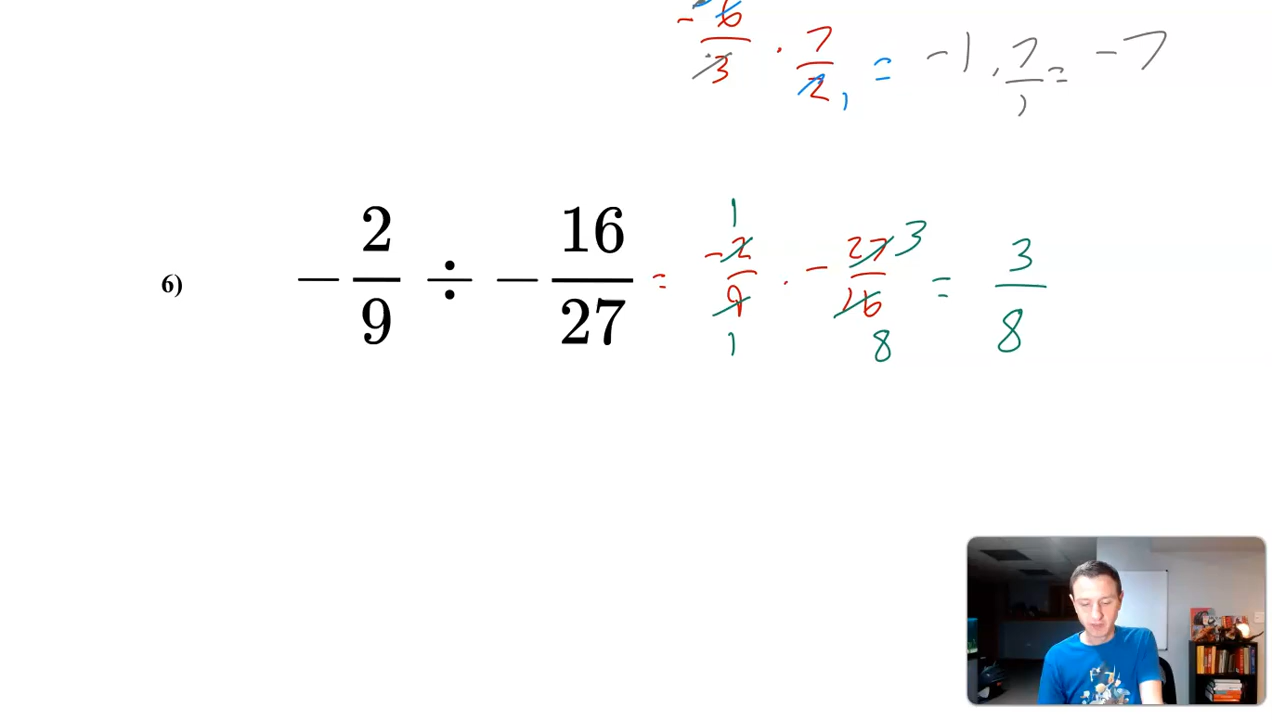 -6/3 · 7/2 1 = -1 · 7/1 = -7
6) -2/9 ÷ -16/27 = 1 -2/9 1 · -27/16 3 8 = 3/8